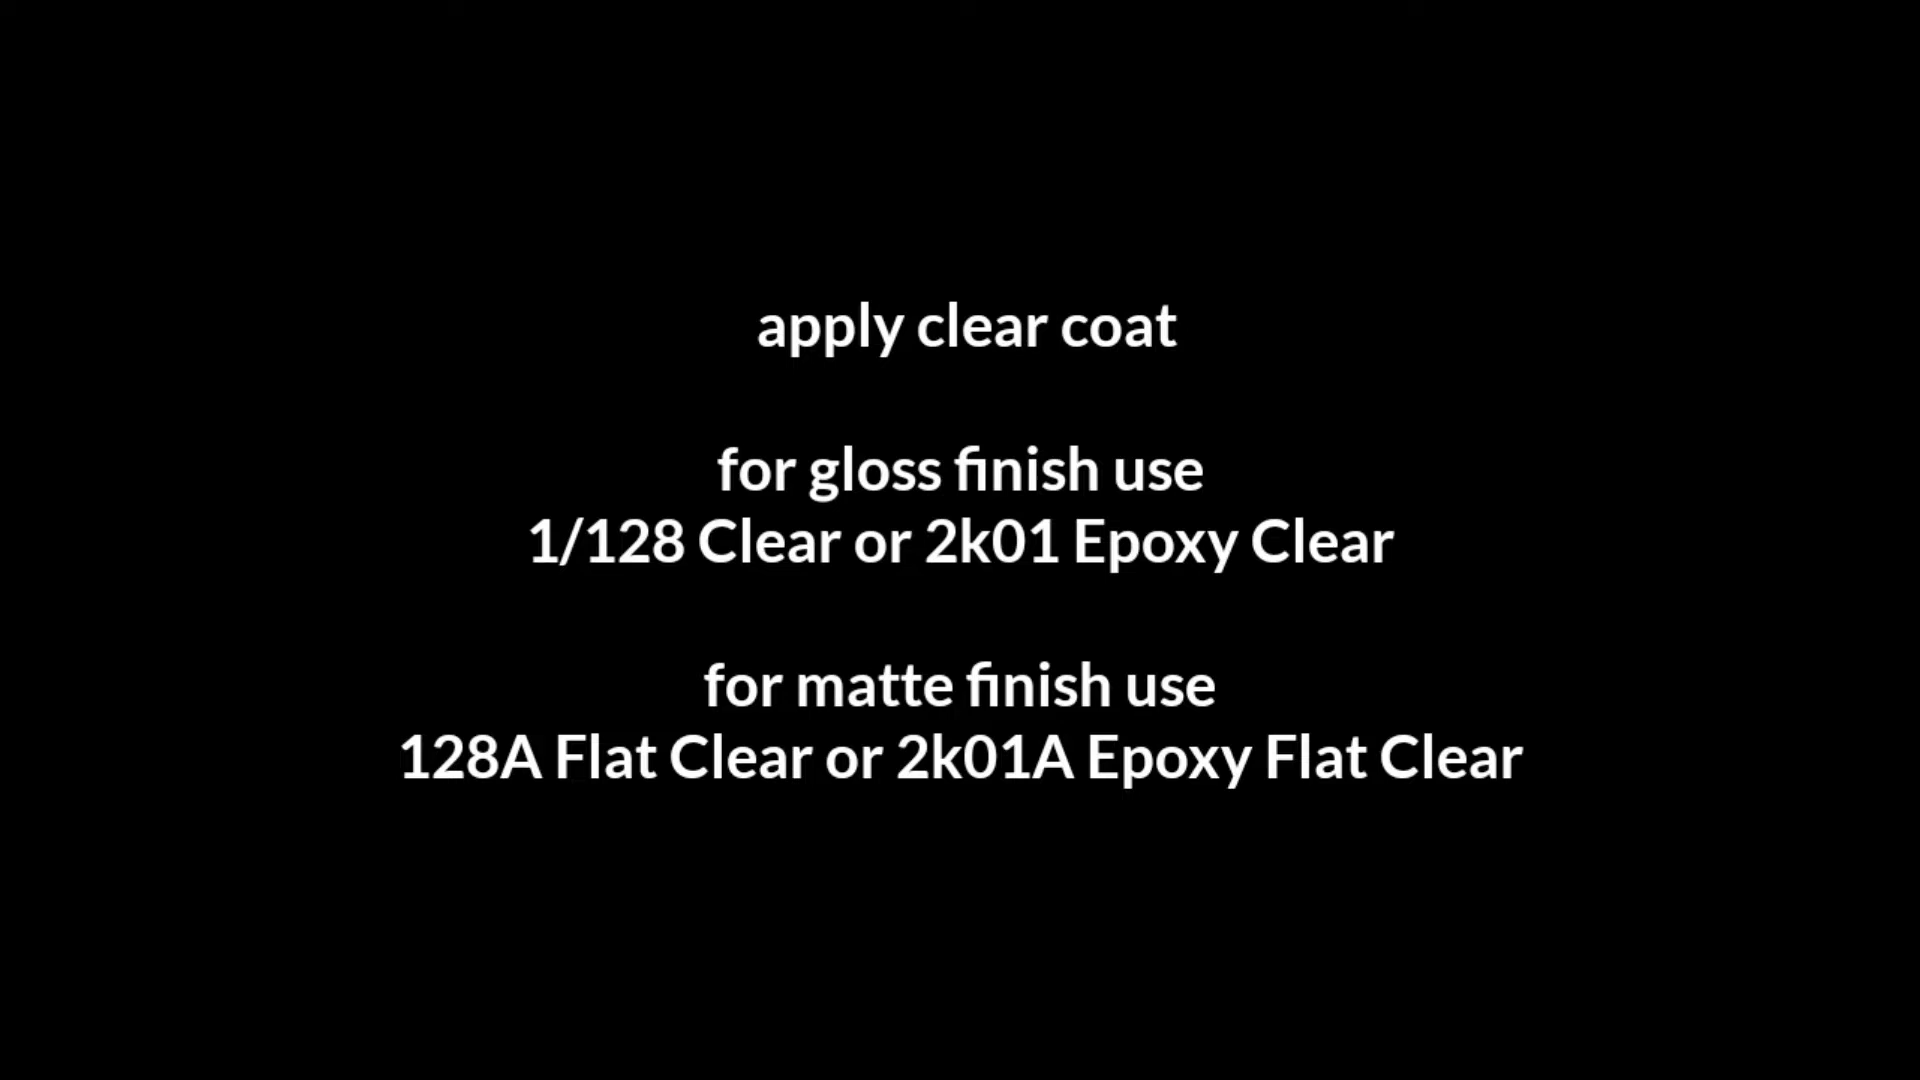 apply clear coat
for gloss finish use
1/128 Clear or 2k01 Epoxy Clear
for matte finish use
128A Flat Clear or 2k01A Epoxy Flat Clear